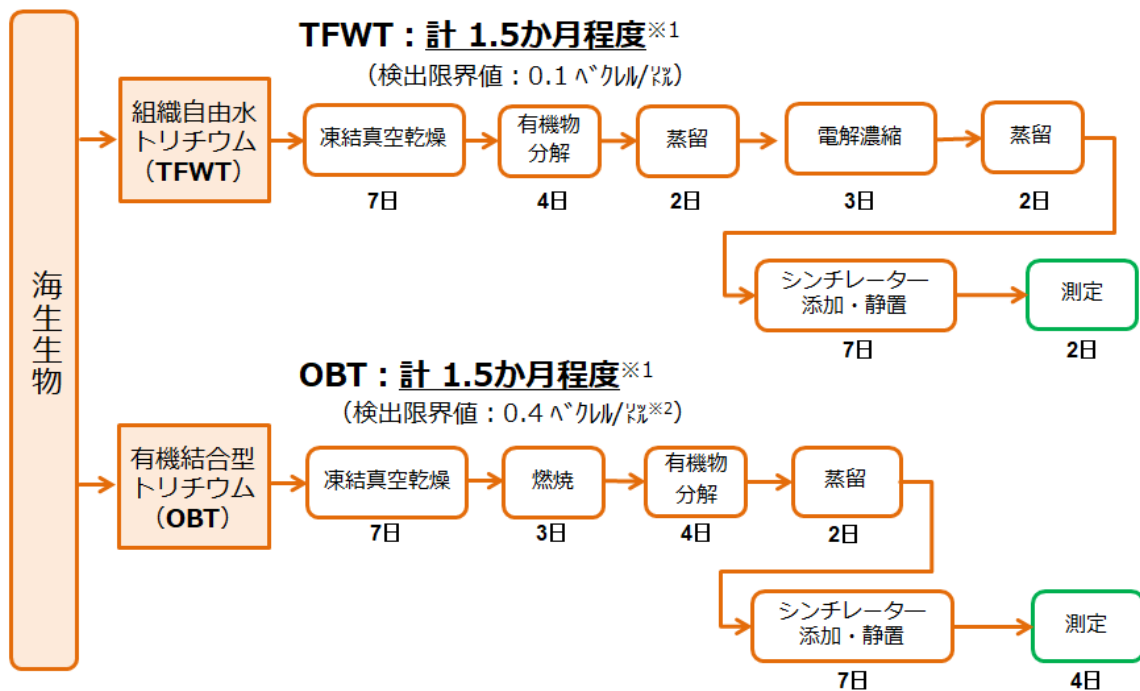 海生生物
TFWT：計 1.5か月程度※1
（検出限界値：0.1 ﾍﾞｸﾚﾙ/㍑）
組織自由水
トリチウム
（TFWT）
凍結真空乾燥
7日
有機物
分解
4日
蒸留
2日
電解濃縮
3日
蒸留
2日
シンチレーター
添加・静置
7日
測定
2日
OBT：計 1.5か月程度※1
（検出限界値：0.4 ﾍﾞｸﾚﾙ/㍑※2）
有機結合型
トリチウム
（OBT）
凍結真空乾燥
7日
燃焼
3日
有機物
分解
4日
蒸留
2日
シンチレーター
添加・静置
7日
測定
4日